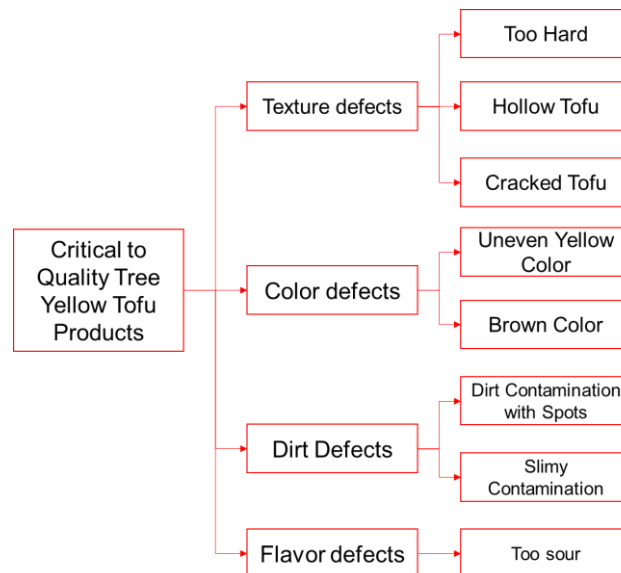 Critical to
Quality Tree
Yellow Tofu
Products
Texture defects
Too Hard
Hollow Tofu
Cracked Tofu
Color defects
Uneven Yellow
Color
Brown Color
Dirt Defects
Dirt Contamination
with Spots
Slimy
Contamination
Flavor defects
Too sour